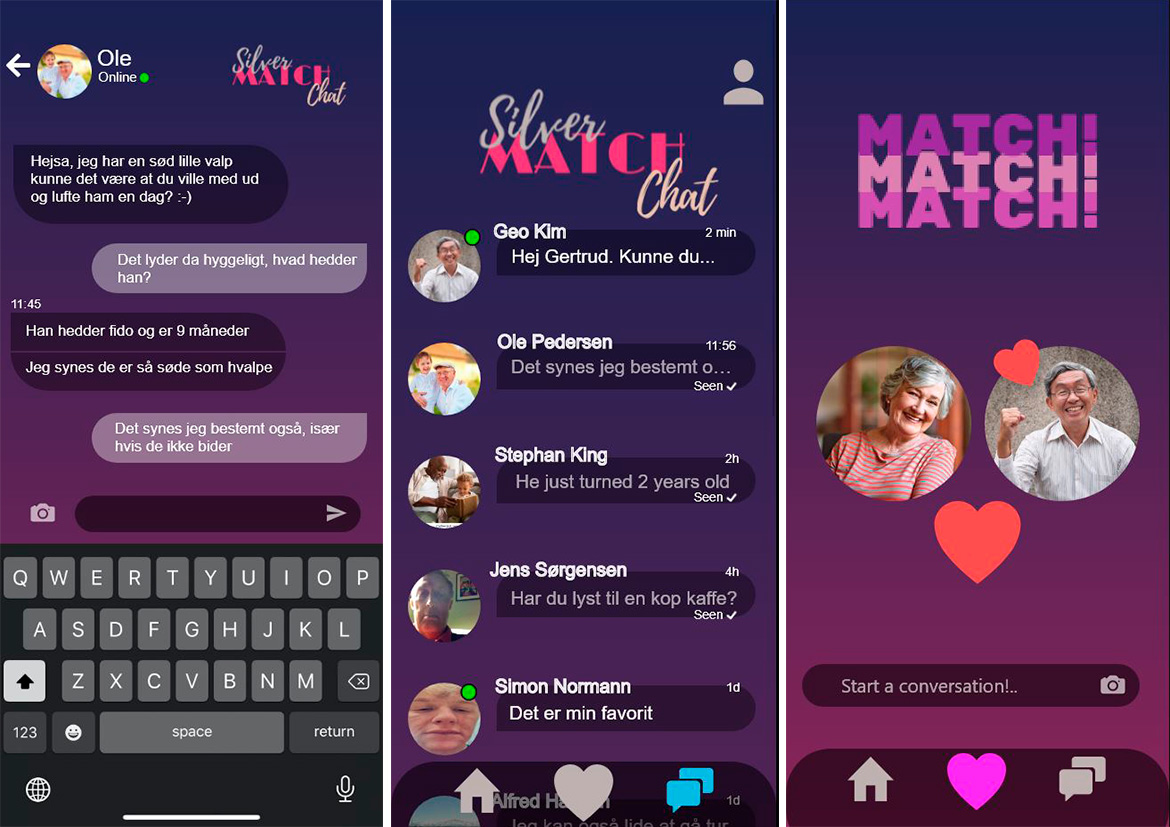 Ole
Online
Silver
MATCH
Chat
Hejsa, jeg har en sød lille valp
kunne det være at du ville med ud
og lufte ham en dag? :-)
Det lyder da hyggeligt, hvad hedder
han?
11:45
Han hedder fido og er 9 måneder
Jeg synes de er så søde som hvalpe
Det synes jeg bestemt også, især
hvis de ikke bider
Q W E R T Y U I O P
A S D F G H J K L
Z X C V B N M
123 space return
Silver
MATCH
Chat
Geo Kim 2 min
Hej Gertrud. Kunne du...
Ole Pedersen 11:56
Det synes jeg bestemt o...
Seen
Stephan King 2h
He just turned 2 years old
Seen
Jens Sørgensen 4h
Har du lyst til en kop kaffe?
Seen
Simon Normann 1d
Det er min favorit
Alfred 1d
Jeg kan også lide at gå tur
MATCH!
MATCH!
MATCH!
Start a conversation!..